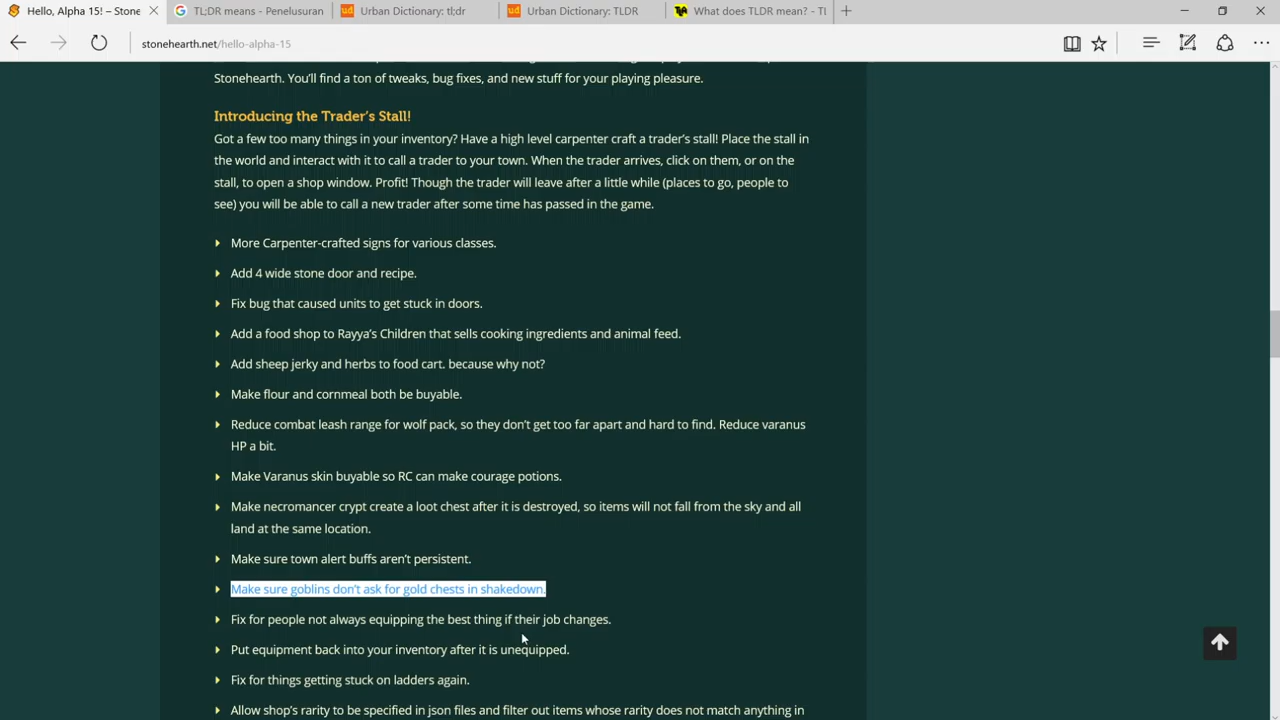 Hello, Alpha 15! – Stone
TL;DR means - Penelusuran
Urban Dictionary: tl;dr
Urban Dictionary: TLDR
What does TLDR mean? - TL
stonehearth.net/hello-alpha-15
Stonehearth. You'll find a ton of tweaks, bug fixes, and new stuff for your playing pleasure.
Introducing the Trader's Stall!
Got a few too many things in your inventory? Have a high level carpenter craft a trader's stall! Place the stall in
the world and interact with it to call a trader to your town. When the trader arrives, click on them, or on the
stall, to open a shop window. Profit! Though the trader will leave after a little while (places to go, people to
see) you will be able to call a new trader after some time has passed in the game.
More Carpenter-crafted signs for various classes.
Add 4 wide stone door and recipe.
Fix bug that caused units to get stuck in doors.
Add a food shop to Rayya's Children that sells cooking ingredients and animal feed.
Add sheep jerky and herbs to food cart. because why not?
Make flour and cornmeal both be buyable.
Reduce combat leash range for wolf pack, so they don't get too far apart and hard to find. Reduce varanus
HP a bit.
Make Varanus skin buyable so RC can make courage potions.
Make necromancer crypt create a loot chest after it is destroyed, so items will not fall from the sky and all
land at the same location.
Make sure town alert buffs aren't persistent.
Make sure goblins don't ask for gold chests in shakedown.
Fix for people not always equipping the best thing if their job changes.
Put equipment back into your inventory after it is unequipped.
Fix for things getting stuck on ladders again.
Allow shop's rarity to be specified in json files and filter out items whose rarity does not match anything in